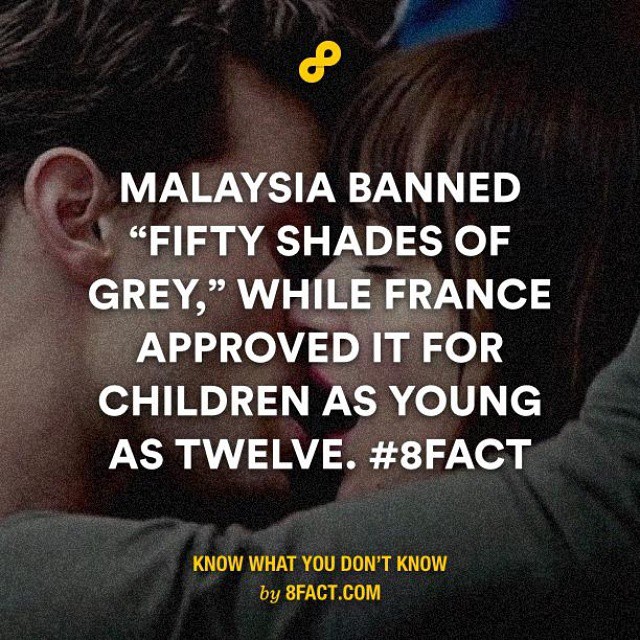 MALAYSIA BANNED
“FIFTY SHADES OF
GREY,” WHILE FRANCE
APPROVED IT FOR
CHILDREN AS YOUNG
AS TWELVE. #8FACT
KNOW WHAT YOU DON’T KNOW
by 8FACT.COM